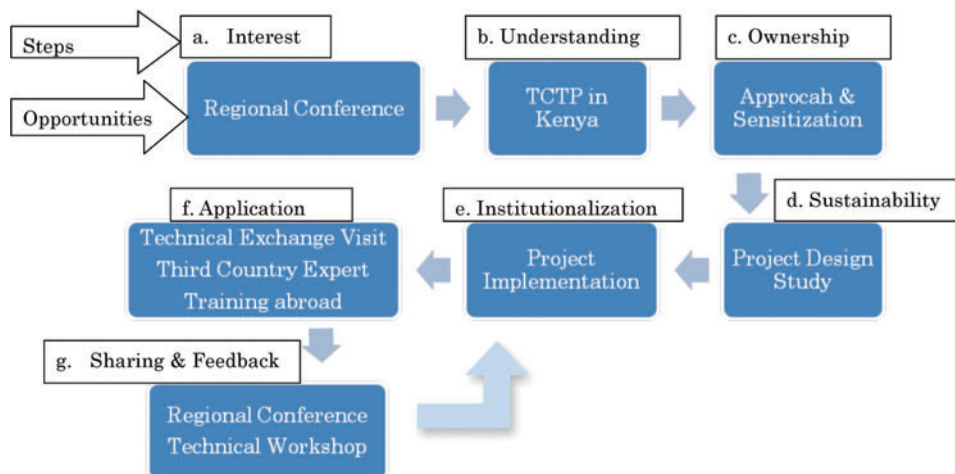 Steps
a. Interest
b. Understanding
c. Ownership
Opportunities
Regional Conference
TCTP in
Kenya
Approcah &
Sensitization
f. Application
e. Institutionalization
d. Sustainability
Technical Exchange Visit
Third Country Expert
Training abroad
Project
Implementation
Project Design
Study
g. Sharing & Feedback
Regional Conference
Technical Workshop